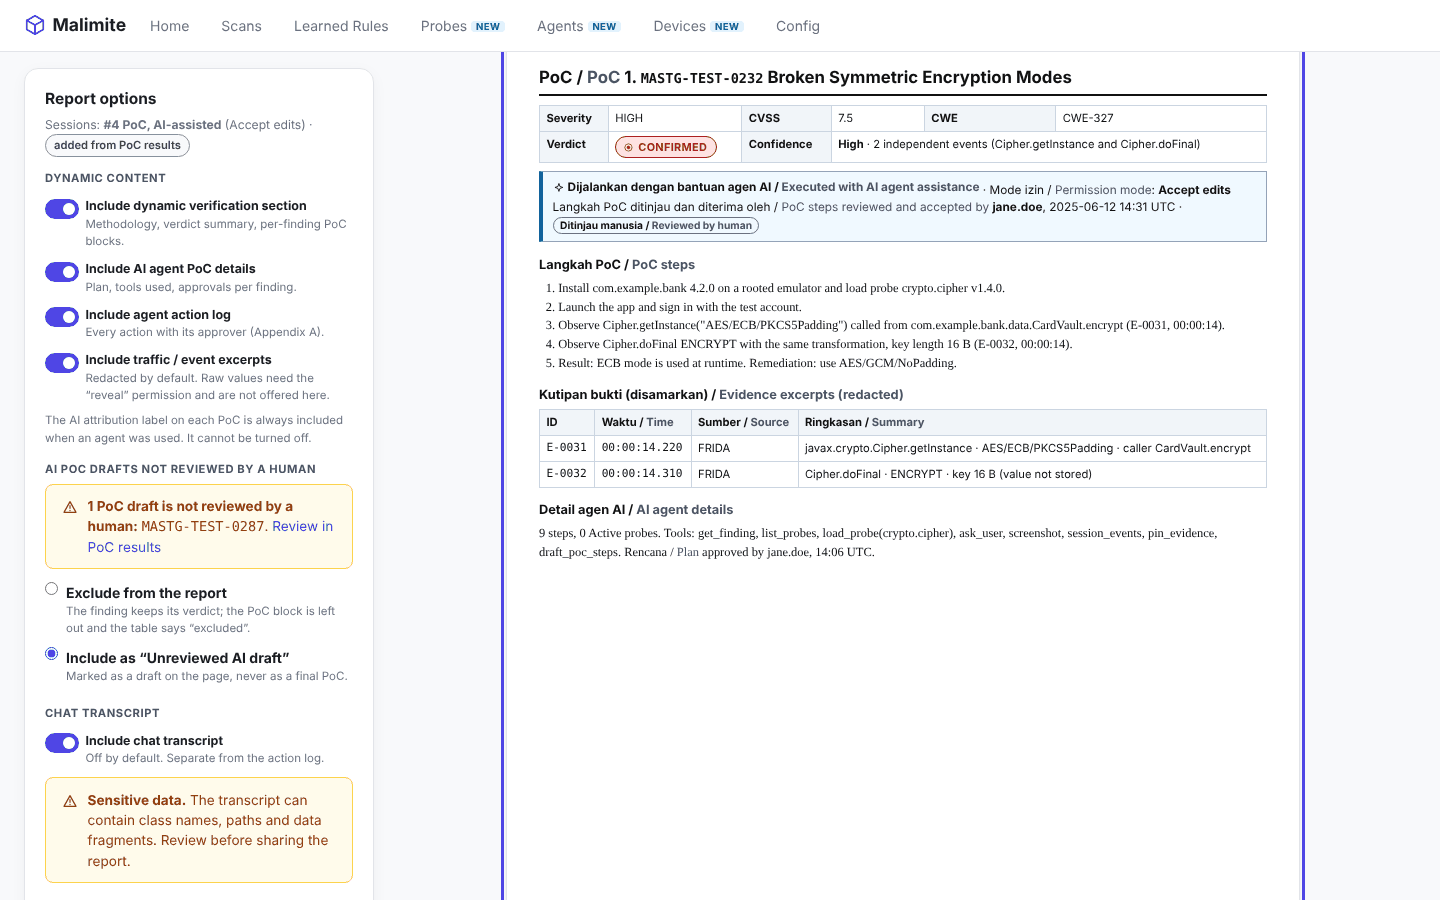 Malimite
Home
Scans
Learned Rules
Probes NEW
Agents NEW
Devices NEW
Config
Report options
Sessions: #4 PoC, AI-assisted (Accept edits) ·
added from PoC results
DYNAMIC CONTENT
Include dynamic verification section
Methodology, verdict summary, per-finding PoC
blocks.
Include AI agent PoC details
Plan, tools used, approvals per finding.
Include agent action log
Every action with its approver (Appendix A).
Include traffic / event excerpts
Redacted by default. Raw values need the
“reveal” permission and are not offered here.
The AI attribution label on each PoC is always included
when an agent was used. It cannot be turned off.
AI POC DRAFTS NOT REVIEWED BY A HUMAN
1 PoC draft is not reviewed by a
human: MASTG-TEST-0287. Review in
PoC results
Exclude from the report
The finding keeps its verdict; the PoC block is left
out and the table says “excluded”.
Include as “Unreviewed AI draft”
Marked as a draft on the page, never as a final PoC.
CHAT TRANSCRIPT
Include chat transcript
Off by default. Separate from the action log.
Sensitive data. The transcript can
contain class names, paths and data
fragments. Review before sharing the
report.
PoC / PoC 1. MASTG-TEST-0232 Broken Symmetric Encryption Modes
Severity HIGH CVSS 7.5 CWE CWE-327
Verdict CONFIRMED Confidence High · 2 independent events (Cipher.getInstance and Cipher.doFinal)
Dijalankan dengan bantuan agen AI / Executed with AI agent assistance · Mode izin / Permission mode: Accept edits
Langkah PoC ditinjau dan diterima oleh / PoC steps reviewed and accepted by jane.doe, 2025-06-12 14:31 UTC ·
Ditinjau manusia / Reviewed by human
Langkah PoC / PoC steps
1. Install com.example.bank 4.2.0 on a rooted emulator and load probe crypto.cipher v1.4.0.
2. Launch the app and sign in with the test account.
3. Observe Cipher.getInstance("AES/ECB/PKCS5Padding") called from com.example.bank.data.CardVault.encrypt (E-0031, 00:00:14).
4. Observe Cipher.doFinal ENCRYPT with the same transformation, key length 16 B (E-0032, 00:00:14).
5. Result: ECB mode is used at runtime. Remediation: use AES/GCM/NoPadding.
Kutipan bukti (disamarkan) / Evidence excerpts (redacted)
ID Waktu / Time Sumber / Source Ringkasan / Summary
E-0031 00:00:14.220 FRIDA javax.crypto.Cipher.getInstance · AES/ECB/PKCS5Padding · caller CardVault.encrypt
E-0032 00:00:14.310 FRIDA Cipher.doFinal · ENCRYPT · key 16 B (value not stored)
Detail agen AI / AI agent details
9 steps, 0 Active probes. Tools: get_finding, list_probes, load_probe(crypto.cipher), ask_user, screenshot, session_events, pin_evidence,
draft_poc_steps. Rencana / Plan approved by jane.doe, 14:06 UTC.